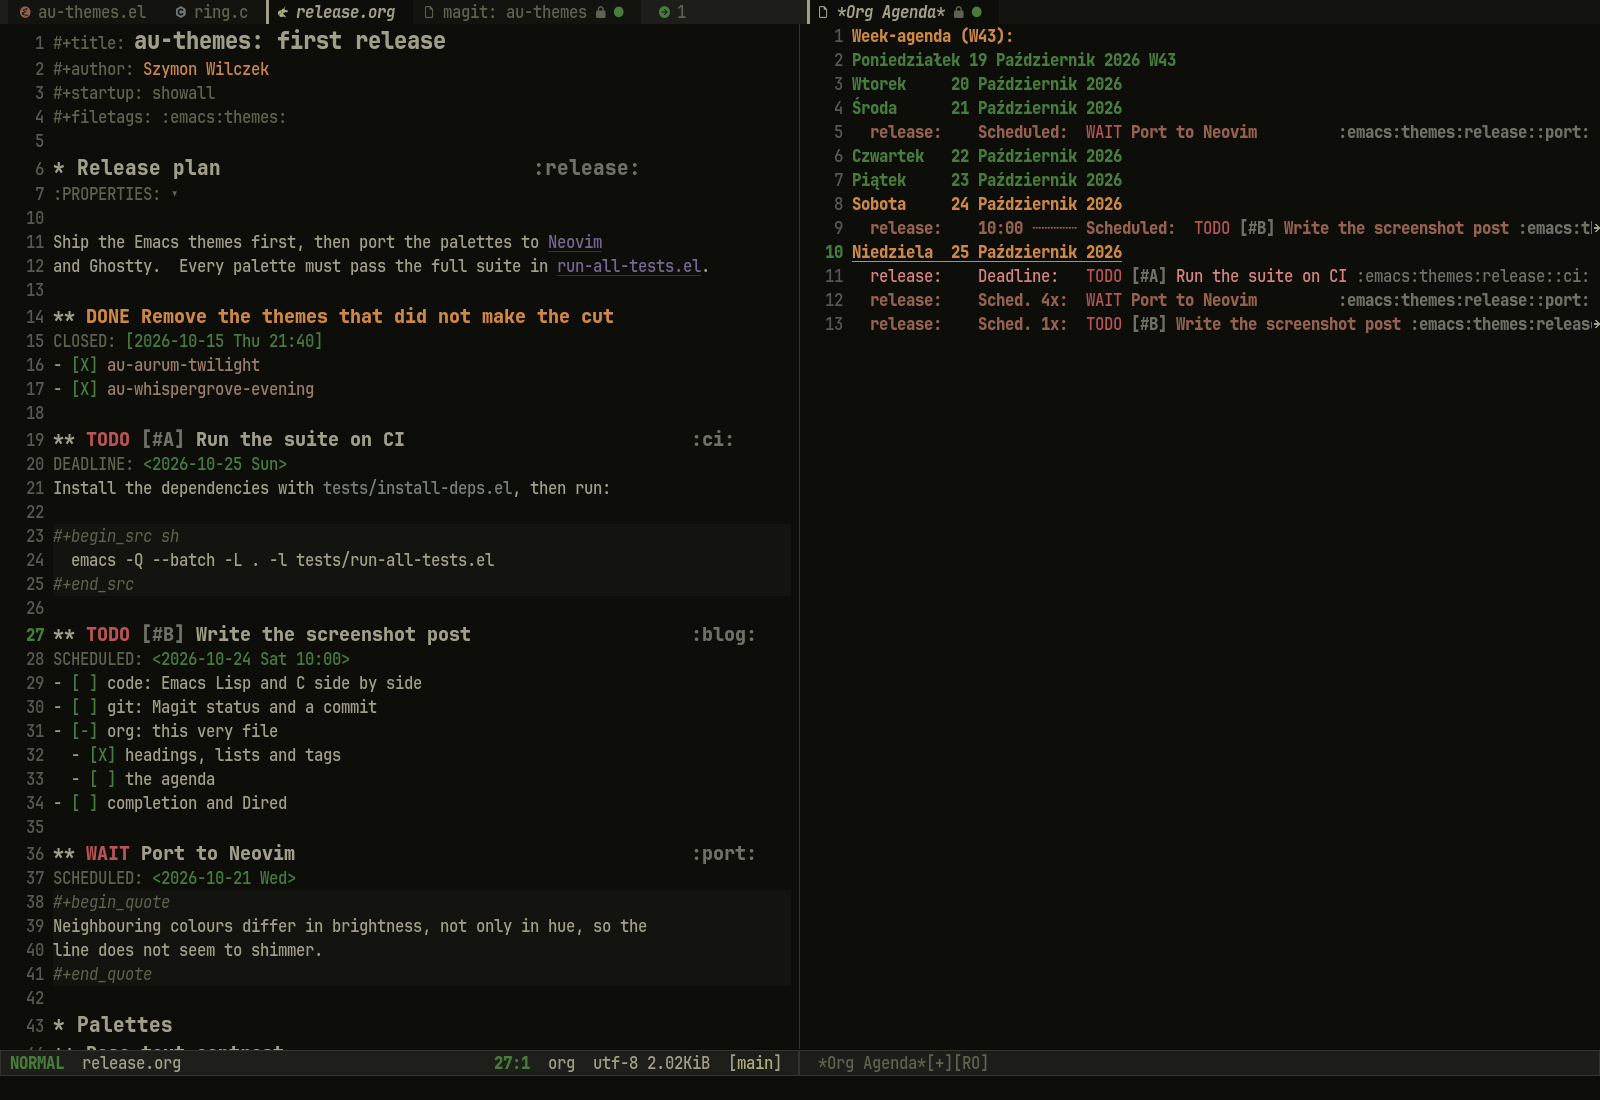 au-themes.el ring.c release.org magit: au-themes 1
1 #+title: au-themes: first release
2 #+author: Szymon Wilczek
3 #+startup: showall
4 #+filetags: :emacs:themes:
5
6 * Release plan :release:
7 :PROPERTIES: ▾
10
11 Ship the Emacs themes first, then port the palettes to Neovim
12 and Ghostty. Every palette must pass the full suite in run-all-tests.el.
13
14 ** DONE Remove the themes that did not make the cut
15 CLOSED: [2026-10-15 Thu 21:40]
16 - [X] au-aurum-twilight
17 - [X] au-whispergrove-evening
18
19 ** TODO [#A] Run the suite on CI :ci:
20 DEADLINE: <2026-10-25 Sun>
21 Install the dependencies with tests/install-deps.el, then run:
22
23 #+begin_src sh
24 emacs -Q --batch -L . -l tests/run-all-tests.el
25 #+end_src
26
27 ** TODO [#B] Write the screenshot post :blog:
28 SCHEDULED: <2026-10-24 Sat 10:00>
29 - [ ] code: Emacs Lisp and C side by side
30 - [ ] git: Magit status and a commit
31 - [-] org: this very file
32 - [X] headings, lists and tags
33 - [ ] the agenda
34 - [ ] completion and Dired
35
36 ** WAIT Port to Neovim :port:
37 SCHEDULED: <2026-10-21 Wed>
38 #+begin_quote
39 Neighbouring colours differ in brightness, not only in hue, so the
40 line does not seem to shimmer.
41 #+end_quote
42
43 * Palettes
NORMAL release.org 27:1 org utf-8 2.02KiB [main]
*Org Agenda*
1 Week-agenda (W43):
2 Poniedziałek 19 Październik 2026 W43
3 Wtorek 20 Październik 2026
4 Środa 21 Październik 2026
5 release: Scheduled: WAIT Port to Neovim :emacs:themes:release::port:
6 Czwartek 22 Październik 2026
7 Piątek 23 Październik 2026
8 Sobota 24 Październik 2026
9 release: 10:00 ┄┄┄┄┄ Scheduled: TODO [#B] Write the screenshot post :emacs:t
10 Niedziela 25 Październik 2026
11 release: Deadline: TODO [#A] Run the suite on CI :emacs:themes:release::ci:
12 release: Sched. 4x: WAIT Port to Neovim :emacs:themes:release::port:
13 release: Sched. 1x: TODO [#B] Write the screenshot post :emacs:themes:releas
*Org Agenda*[+][RO]